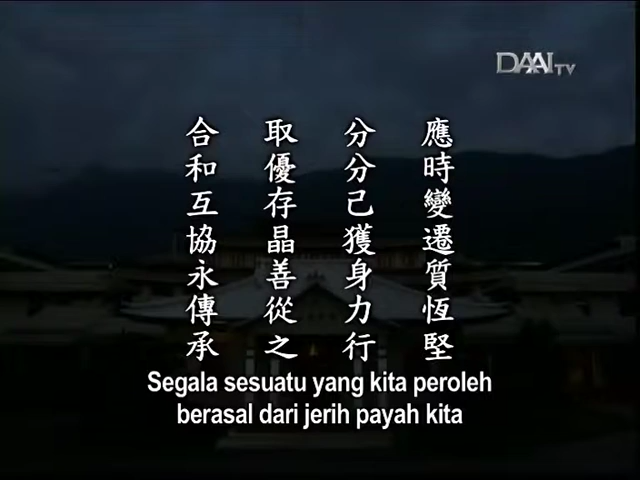 DAAI TV
應時變遷質恆堅
分分己獲身力行
取優存晶善從之
合和互協永傳承
Segala sesuatu yang kita peroleh
berasal dari jerih payah kita